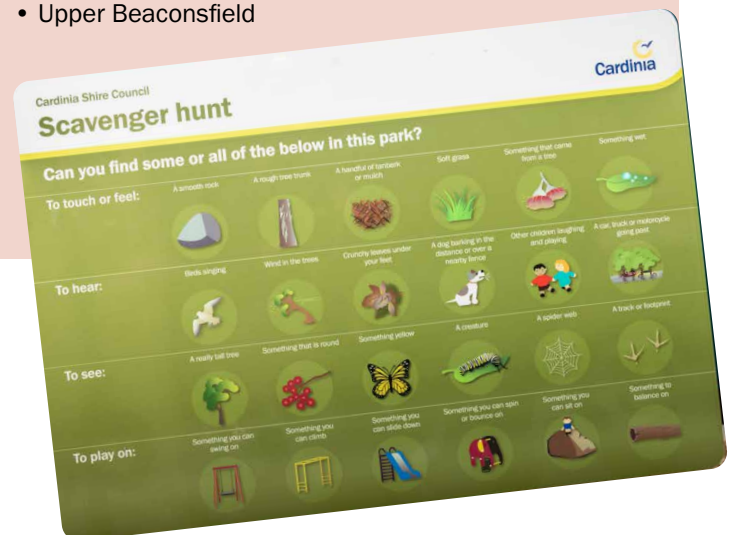 • Upper Beaconsfield
Cardinia Shire Council
Scavenger hunt
Cardinia
Can you find some or all of the below in this park?
To touch or feel:
A smooth rock
A rough tree trunk
A handful of tanbark
or mulch
Soft grass
Something that came
from a tree
Something wet
To hear:
Birds singing
Wind in the trees
Crunchy leaves under
your feet
A dog barking in the
distance or over a
nearby fence
Other children laughing
and playing
A car, truck or motorcycle
going past
To see:
A really tall tree
Something that is round
Something yellow
A creature
A spider web
A track or footprint
To play on:
Something you can
swing on
Something you
can climb
Something you
can slide down
Something you can spin
or bounce on
Something you
can sit on
Something to
balance on